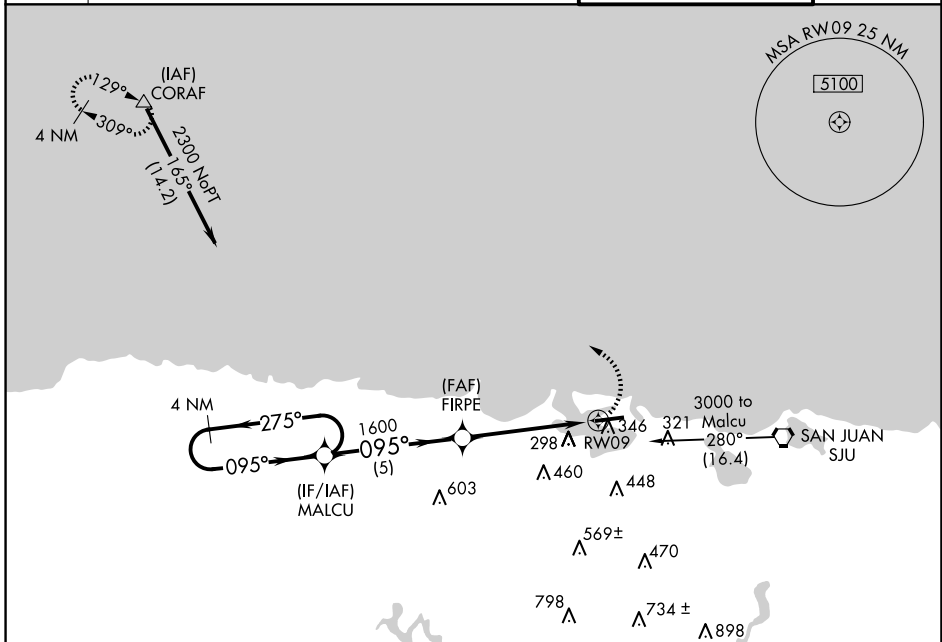 MSA RW09 25 NM
5100
(IAF)
CORAF
129°
309°
4 NM
2300 NoPT
165°
(14.2)
(FAF)
FIRPE
4 NM
275°
095°
1600
095°
(5)
(IF/IAF)
MALCU
3000 to
Malcu
280°
(16.4)
SAN JUAN
SJU
346
321
298
RW09
460
448
603
569±
470
798
734 ±
898